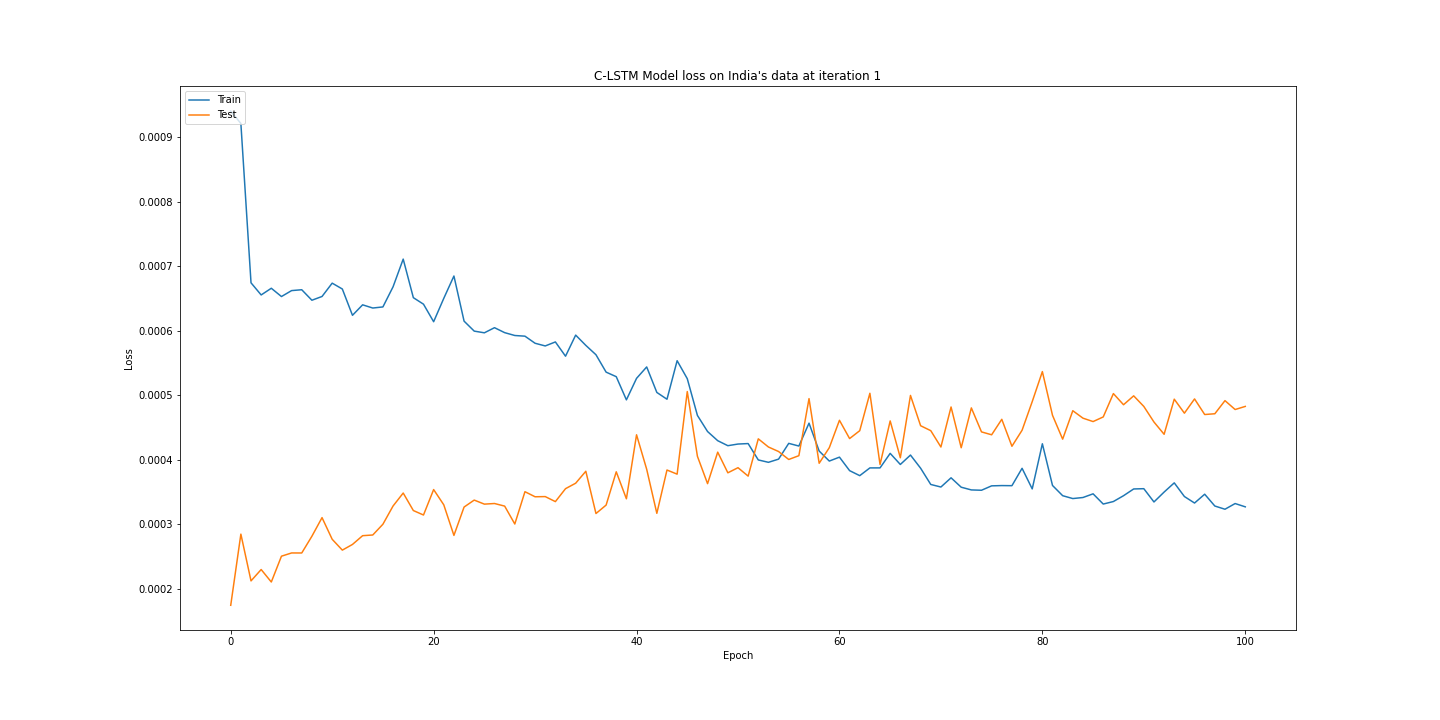 C-LSTM Model loss on India's data at iteration 1
Train
Test
0.0009
0.0008
0.0007
0.0006
0.0005
0.0004
0.0003
0.0002
Loss
0 20 40 60 80 100
Epoch